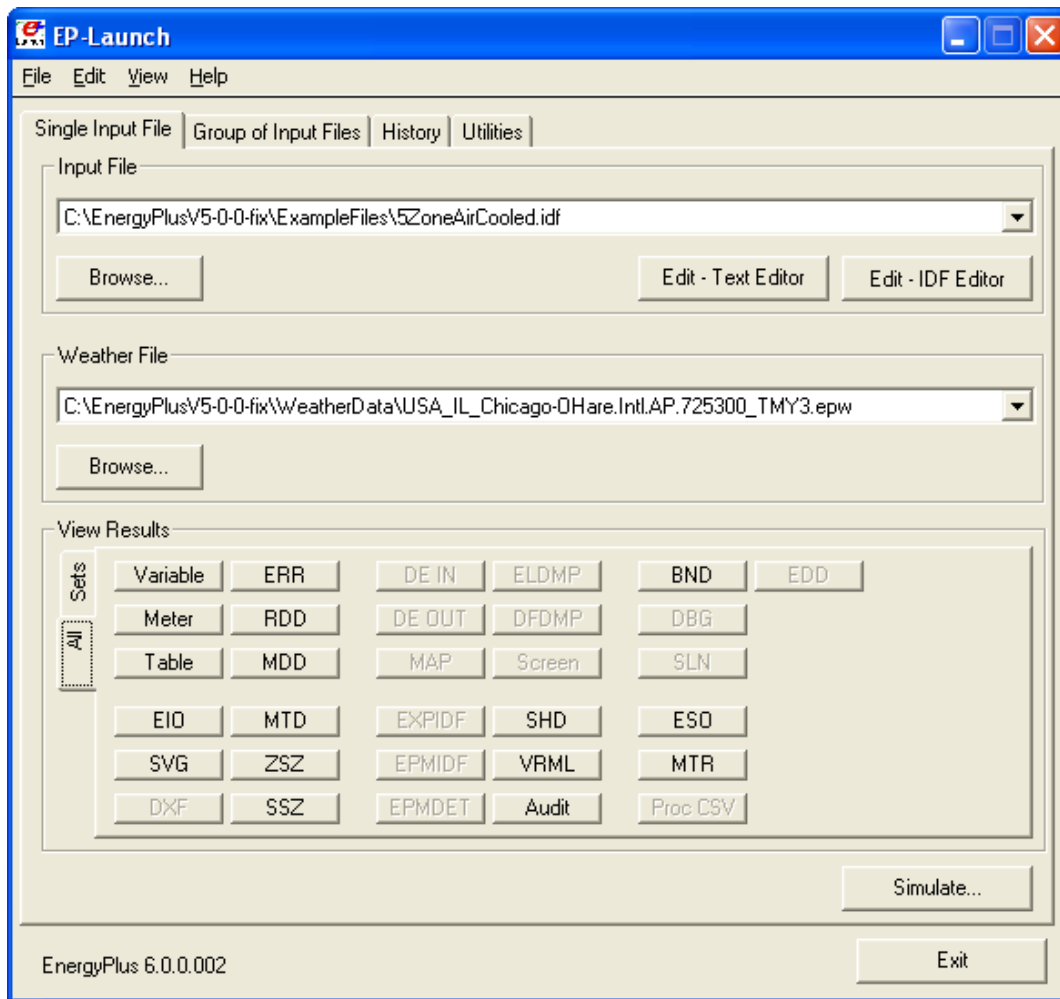 EP-Launch
File Edit View Help
Single Input File Group of Input Files History Utilities
Input File
C:\EnergyPlusV5-0-0-fix\ExampleFiles\5ZoneAirCooled.idf
Browse... Edit - Text Editor Edit - IDF Editor
Weather File
C:\EnergyPlusV5-0-0-fix\WeatherData\USA_IL_Chicago-OHare.Intl.AP.725300_TMY3.epw
Browse...
View Results
Sets
All
Variable ERR DE IN ELDMP BND EDD
Meter RDD DE OUT DFDMP DBG
Table MDD MAP Screen SLN
EIO MTD EXPIDF SHD ESO
SVG ZSZ EPMIDF VRML MTR
DXF SSZ EPMDET Audit Proc CSV
Simulate...
EnergyPlus 6.0.0.002 Exit